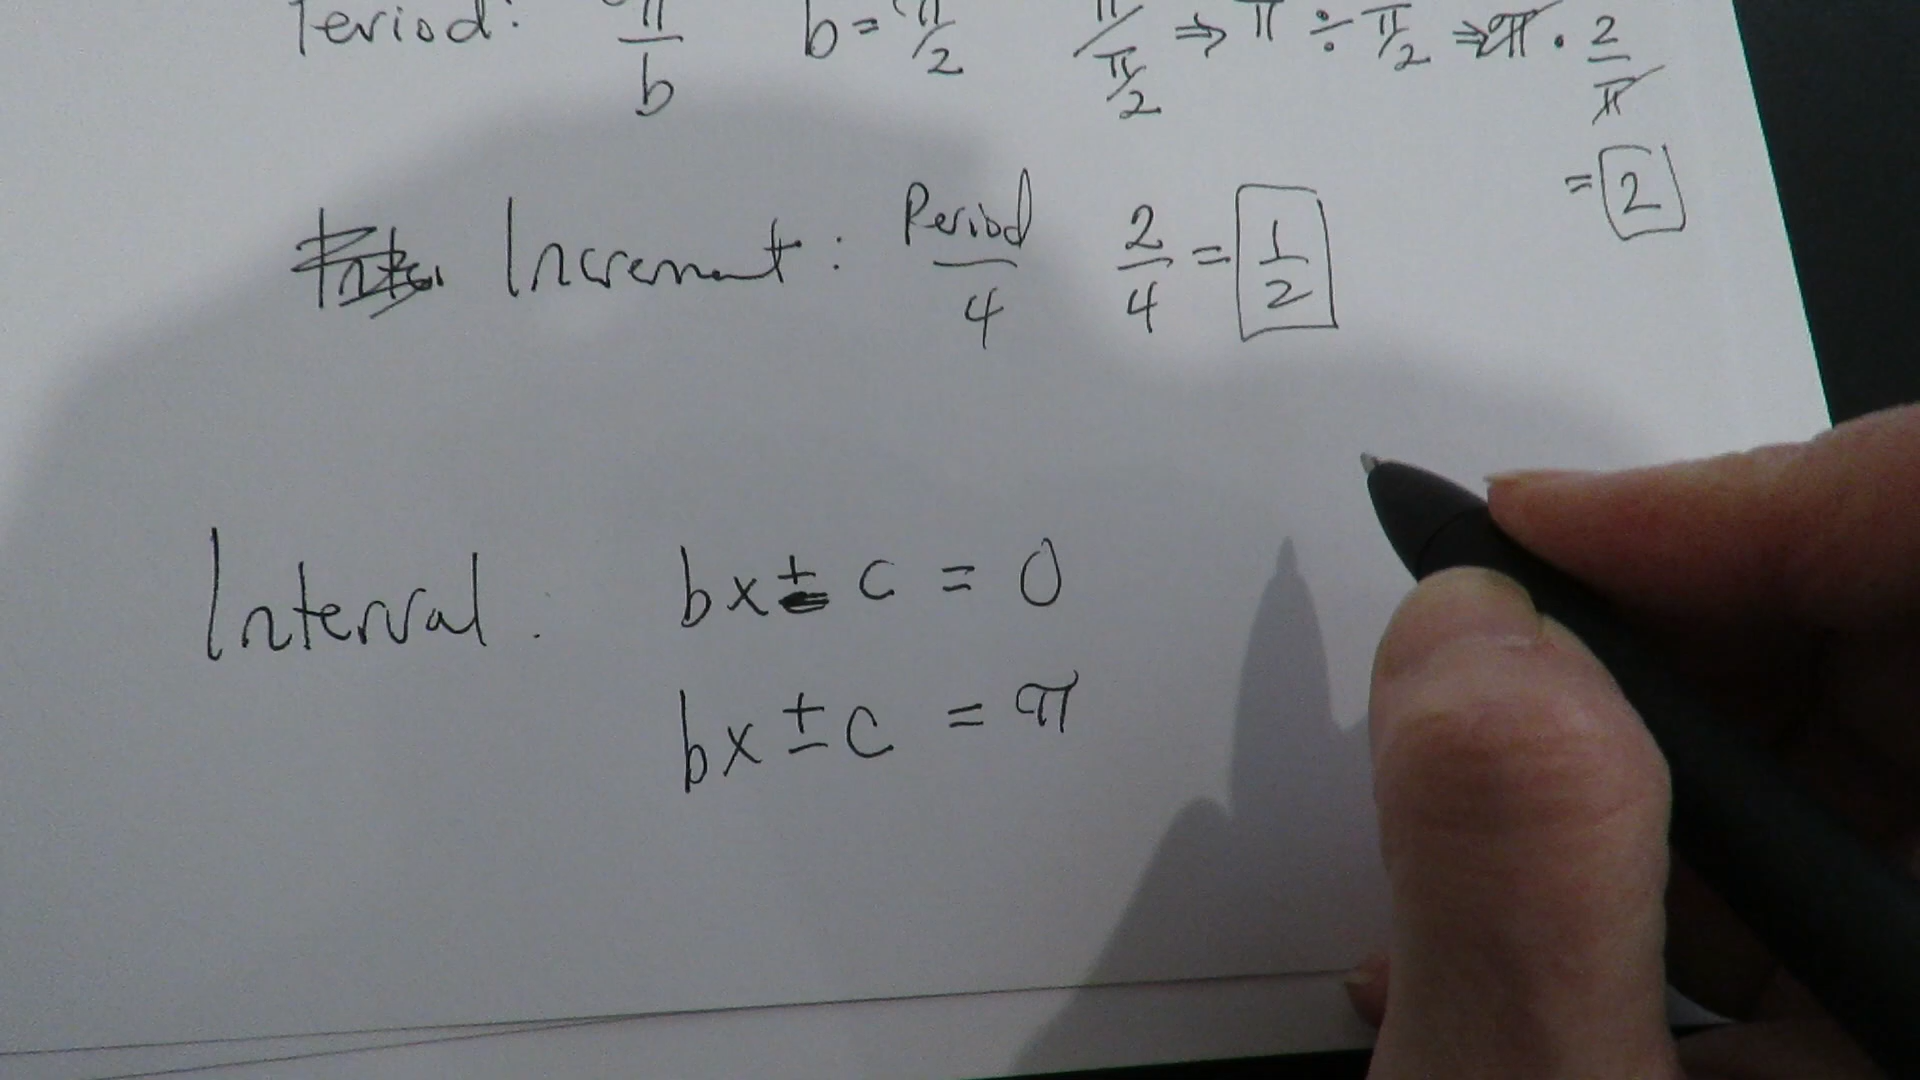 Period: π/b b = π/2 π/π/2 ⇒ π ÷ π/2 ⇒ π · 2/π
= 2
Increment: Period/4 2/4 = 1/2
Interval: bx ± c = 0
bx ± c = π